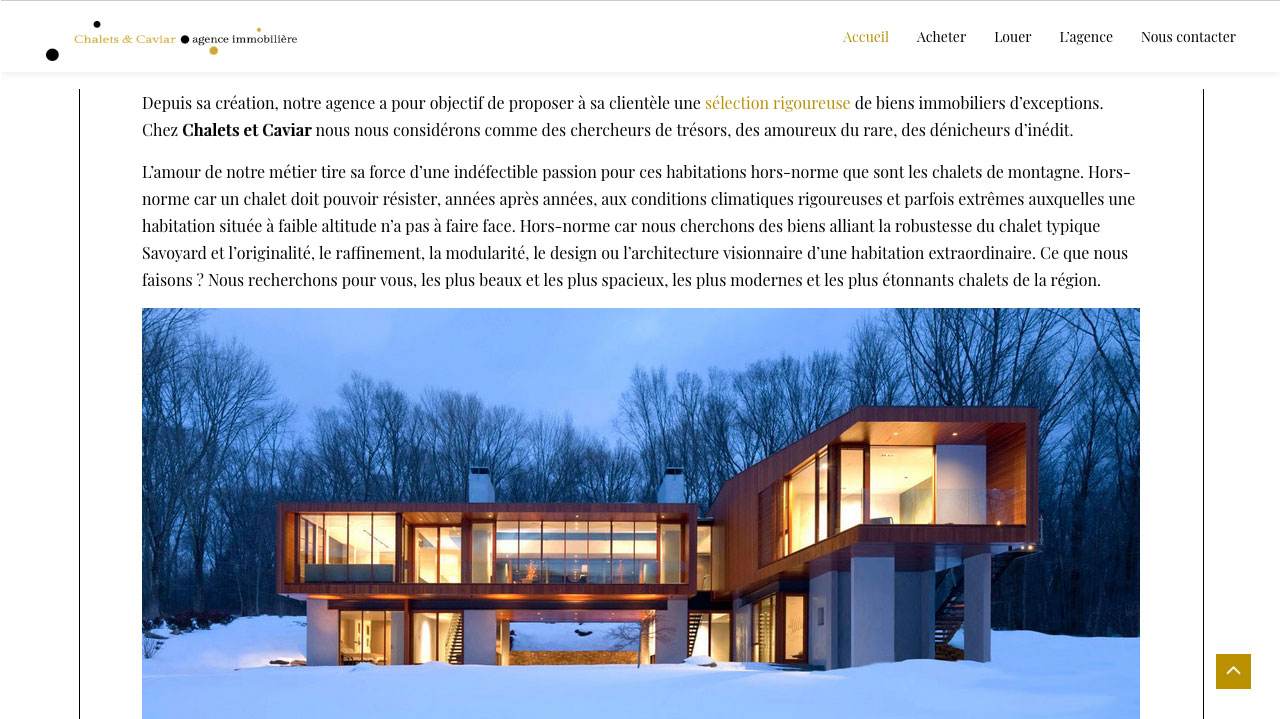 Chalets & Caviar agence immobilière
Accueil Acheter Louer L’agence Nous contacter
Depuis sa création, notre agence a pour objectif de proposer à sa clientèle une sélection rigoureuse de biens immobiliers d’exceptions.
Chez Chalets et Caviar nous nous considérons comme des chercheurs de trésors, des amoureux du rare, des dénicheurs d’inédit.
L’amour de notre métier tire sa force d’une indéfectible passion pour ces habitations hors-norme que sont les chalets de montagne. Hors-
norme car un chalet doit pouvoir résister, années après années, aux conditions climatiques rigoureuses et parfois extrêmes auxquelles une
habitation située à faible altitude n’a pas à faire face. Hors-norme car nous cherchons des biens alliant la robustesse du chalet typique
Savoyard et l’originalité, le raffinement, la modularité, le design ou l’architecture visionnaire d’une habitation extraordinaire. Ce que nous
faisons ? Nous recherchons pour vous, les plus beaux et les plus spacieux, les plus modernes et les plus étonnants chalets de la région.